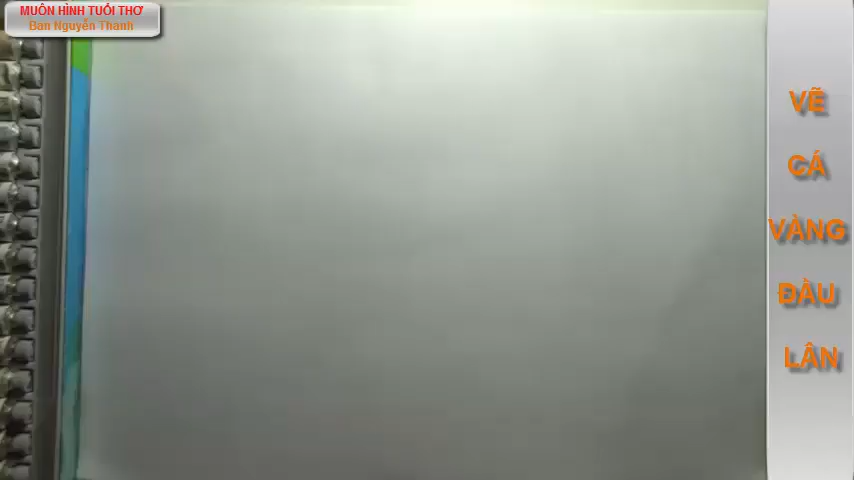 MUÔN HÌNH TUỔI THƠ
Ban Nguyễn Thanh
VẼ
CÁ
VÀNG
ĐẦU
LÂN